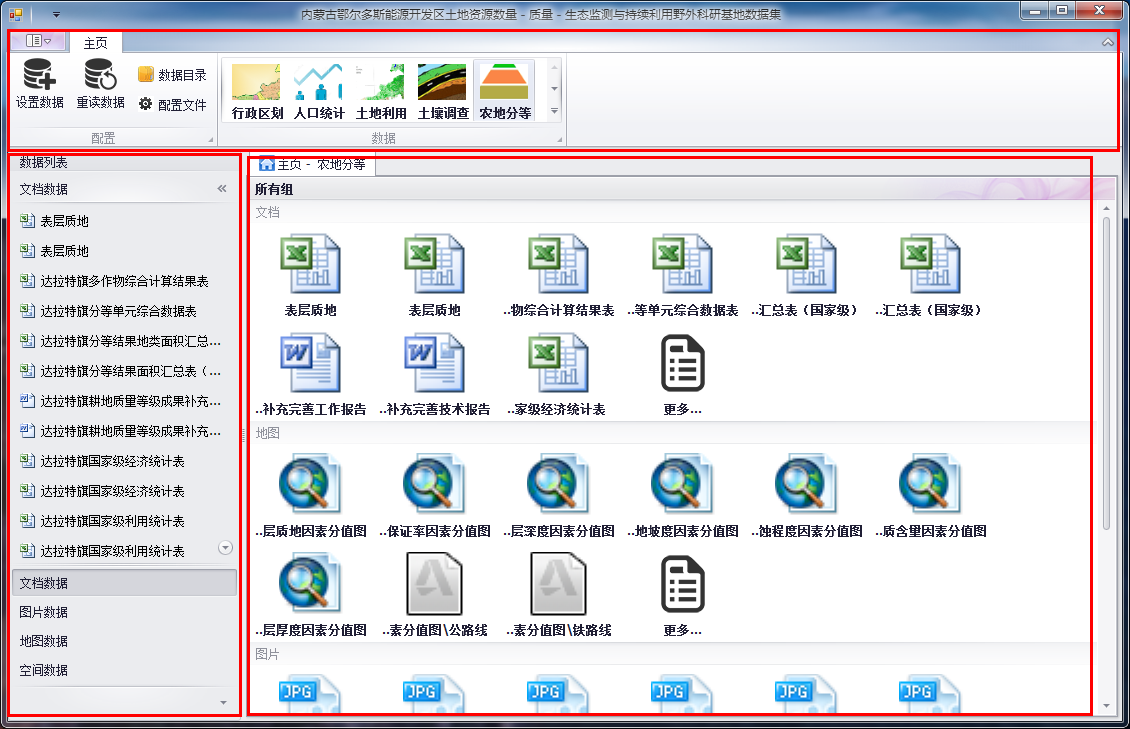 内蒙古鄂尔多斯能源开发区土地资源数量 - 质量 - 生态监测与持续利用野外科研基地数据集
主页
设置数据 重读数据 数据目录 配置文件
配置
行政区划 人口统计 土地利用 土壤调查 农地分等
数据
数据列表
文档数据
表层质地
表层质地
达拉特旗多作物综合计算结果表
达拉特旗分等单元综合数据表
达拉特旗分等结果地类面积汇总...
达拉特旗分等结果面积汇总表（...
达拉特旗耕地质量等级成果补充...
达拉特旗耕地质量等级成果补充...
达拉特旗国家级经济统计表
达拉特旗国家级经济统计表
达拉特旗国家级利用统计表
达拉特旗国家级利用统计表
文档数据
图片数据
地图数据
空间数据
主页 - 农地分等
所有组
文档
表层质地 表层质地 ..物综合计算结果表 ..等单元综合数据表 ..汇总表（国家级） ..汇总表（国家级）
..补充完善工作报告 ..补充完善技术报告 ..家级经济统计表 更多...
地图
..层质地因素分值图 ..保证率因素分值图 ..层深度因素分值图 ..地坡度因素分值图 ..蚀程度因素分值图 ..质含量因素分值图
..层厚度因素分值图 ..素分值图\公路线 ..素分值图\铁路线 更多...
图片
JPG JPG JPG JPG JPG JPG